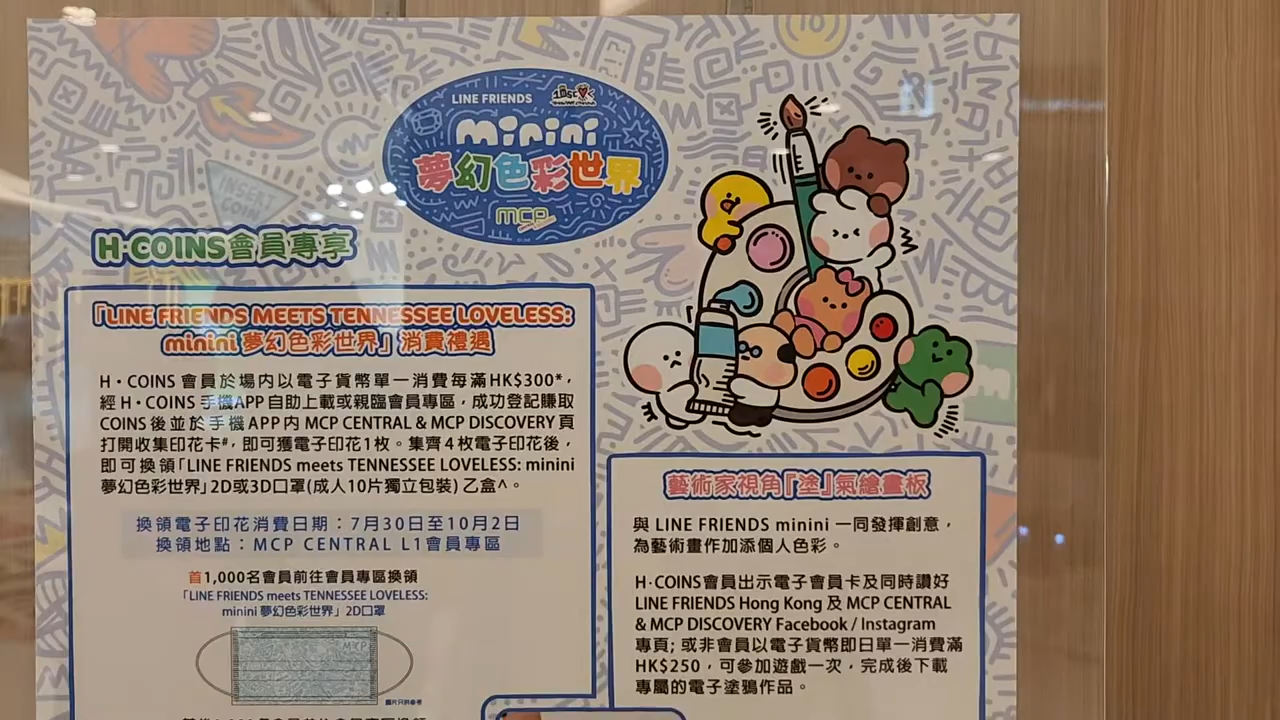 LINE FRIENDS
minini
夢幻色彩世界
MCP
INSERT
COIN
H·COINS會員專享
「LINE FRIENDS MEETS TENNESSEE LOVELESS:
minini 夢幻色彩世界」消費禮遇
H·COINS 會員於場內以電子貨幣單一消費每滿HK$300*,
經 H·COINS 手機APP自助上載或親臨會員專區,成功登記賺取
COINS 後並於手機APP内 MCP CENTRAL & MCP DISCOVERY 頁
打開收集印花卡#,即可獲電子印花1枚。集齊4枚電子印花後,
即可換領「LINE FRIENDS meets TENNESSEE LOVELESS: minini
夢幻色彩世界」2D或3D口罩(成人10片獨立包裝)乙盒^。
換領電子印花消費日期:7月30日至10月2日
換領地點:MCP CENTRAL L1會員專區
首1,000名會員前往會員專區換領
「LINE FRIENDS meets TENNESSEE LOVELESS:
minini 夢幻色彩世界」2D口罩
MCP
圖片只供參考
藝術家視角『塗』氣繪畫板
與 LINE FRIENDS minini 一同發揮創意,
為藝術畫作加添個人色彩。
H·COINS會員出示電子會員卡及同時讚好
LINE FRIENDS Hong Kong 及 MCP CENTRAL
& MCP DISCOVERY Facebook / Instagram
專頁; 或非會員以電子貨幣即日單一消費滿
HK$250,可參加遊戲一次,完成後下載
專屬的電子塗鴉作品。